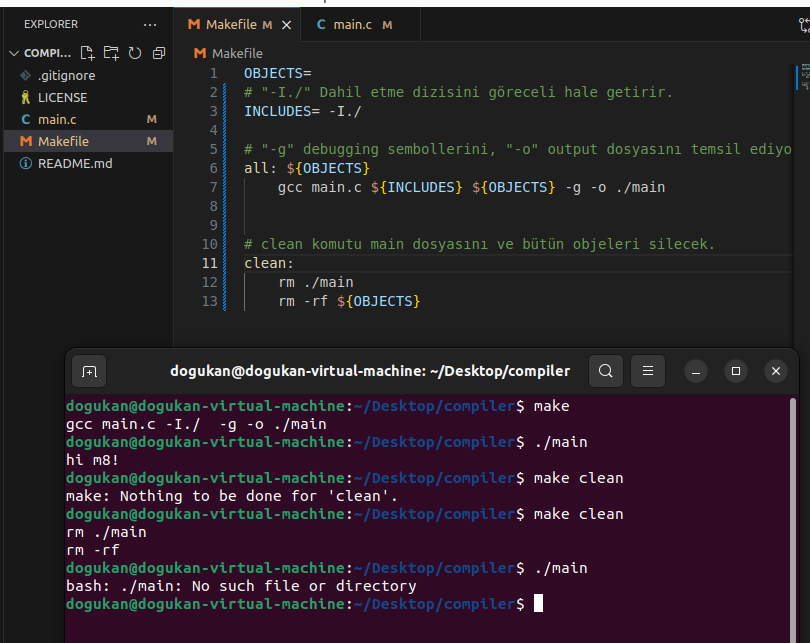 EXPLORER ...
Makefile M
main.c M
COMPI...
Makefile
.gitignore
LICENSE
main.c M
Makefile M
README.md
1 OBJECTS=
2 # "-I./" Dahil etme dizisini göreceli hale getirir.
3 INCLUDES= -I./
4
5 # "-g" debugging sembollerini, "-o" output dosyasını temsil ediyo
6 all: ${OBJECTS}
7 gcc main.c ${INCLUDES} ${OBJECTS} -g -o ./main
8
9
10 # clean komutu main dosyasını ve bütün objeleri silecek.
11 clean:
12 rm ./main
13 rm -rf ${OBJECTS}
dogukan@dogukan-virtual-machine: ~/Desktop/compiler
dogukan@dogukan-virtual-machine:~/Desktop/compiler$ make
gcc main.c -I./  -g -o ./main
dogukan@dogukan-virtual-machine:~/Desktop/compiler$ ./main
hi m8!
dogukan@dogukan-virtual-machine:~/Desktop/compiler$ make clean
make: Nothing to be done for 'clean'.
dogukan@dogukan-virtual-machine:~/Desktop/compiler$ make clean
rm ./main
rm -rf
dogukan@dogukan-virtual-machine:~/Desktop/compiler$ ./main
bash: ./main: No such file or directory
dogukan@dogukan-virtual-machine:~/Desktop/compiler$